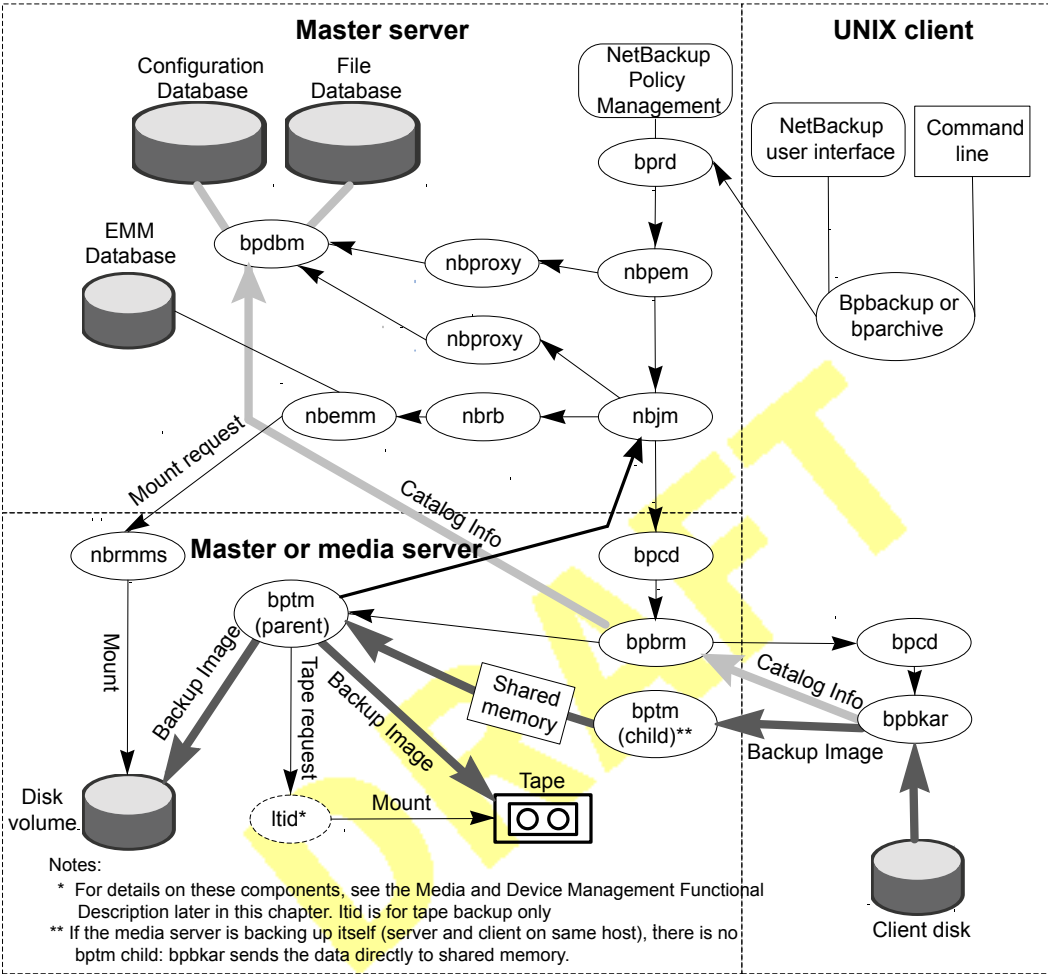 Master server
UNIX client
Configuration
Database
File
Database
NetBackup
Policy
Management
NetBackup
user interface
Command
line
bprd
EMM
Database
bpdbm
nbproxy
nbpem
Bpbackup or
bparchive
nbproxy
nbemm
nbrb
nbjm
Mount request
Catalog Info
Master or media server
nbrmms
bpcd
bptm
(parent)
bpbrm
bpcd
Mount
Backup Image
Tape request
Backup Image
Shared
memory
bptm
(child)**
Catalog Info
bpbkar
Backup Image
Disk
volume
ltid*
Mount
Tape
Client disk
DRAFT
Notes:
* For details on these components, see the Media and Device Management Functional
Description later in this chapter. ltid is for tape backup only
** If the media server is backing up itself (server and client on same host), there is no
bptm child: bpbkar sends the data directly to shared memory.